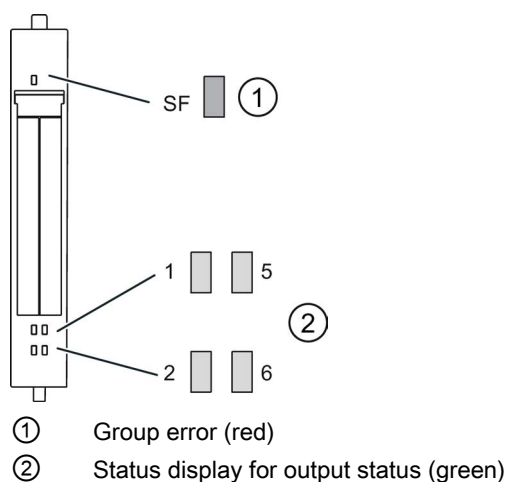 SF ①
1 5
②
2 6
① Group error (red)
② Status display for output status (green)